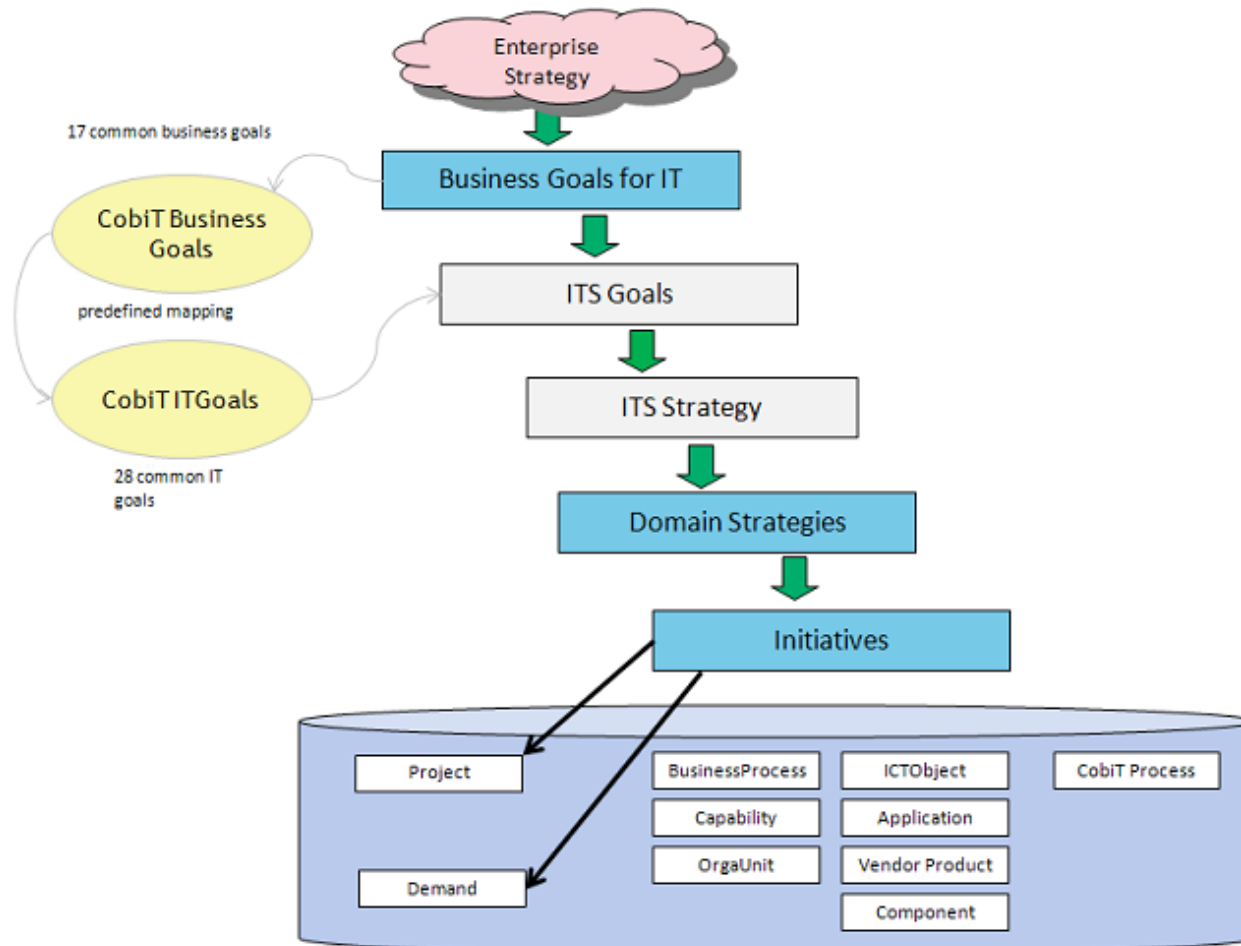 Enterprise
Strategy
17 common business goals
Business Goals for IT
CobiT Business
Goals
ITS Goals
predefined mapping
CobiT ITGoals
ITS Strategy
28 common IT
goals
Domain Strategies
Initiatives
Project
BusinessProcess
ICTObject
CobiT Process
Capability
Application
OrgaUnit
Vendor Product
Demand
Component